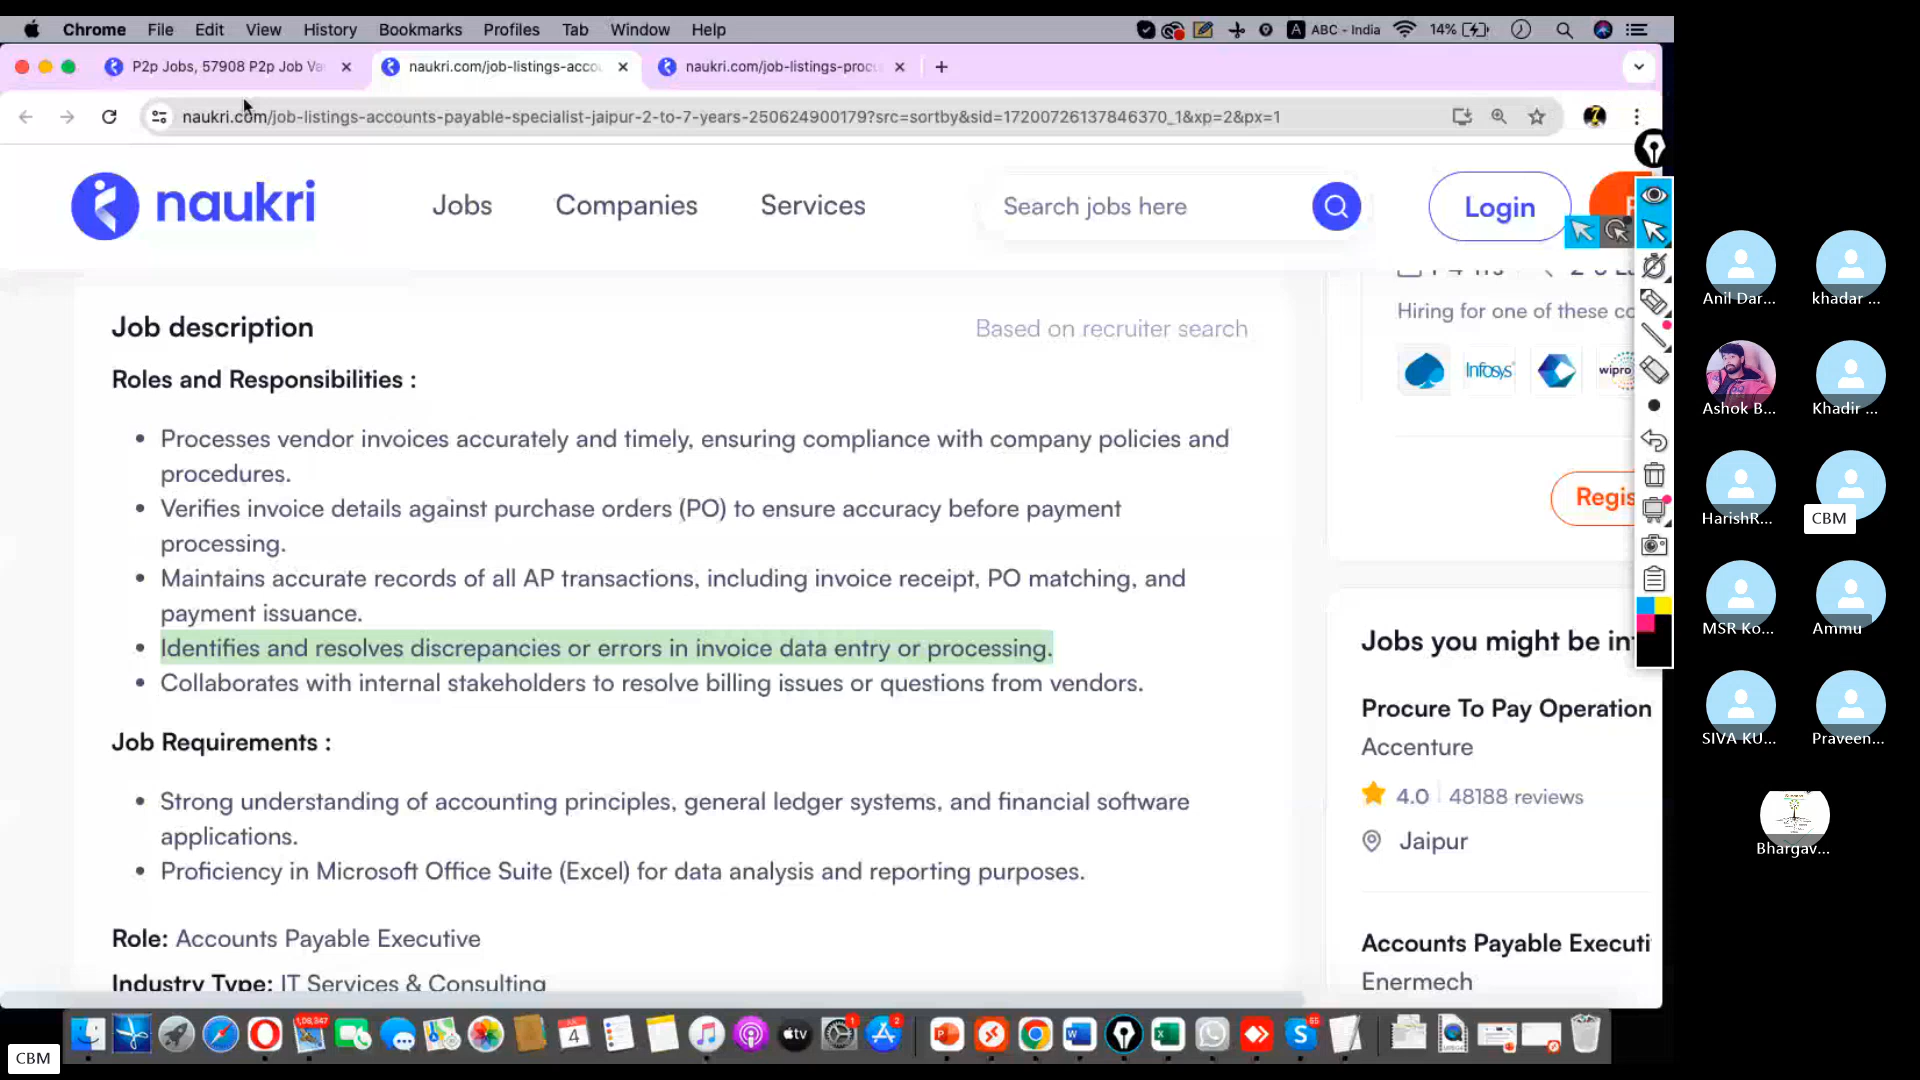 Chrome File Edit View History Bookmarks Profiles Tab Window Help
A ABC - India 14%
P2p Jobs, 57908 P2p Job Va
naukri.com/job-listings-acco
naukri.com/job-listings-proc
naukri.com/job-listings-accounts-payable-specialist-jaipur-2-to-7-years-250624900179?src=sortby&sid=17200726137846370_1&xp=2&px=1
naukri
Jobs Companies Services
Search jobs here
Login
Job description
Based on recruiter search
Roles and Responsibilities :
• Processes vendor invoices accurately and timely, ensuring compliance with company policies and
procedures.
• Verifies invoice details against purchase orders (PO) to ensure accuracy before payment
processing.
• Maintains accurate records of all AP transactions, including invoice receipt, PO matching, and
payment issuance.
• Identifies and resolves discrepancies or errors in invoice data entry or processing.
• Collaborates with internal stakeholders to resolve billing issues or questions from vendors.
Job Requirements :
• Strong understanding of accounting principles, general ledger systems, and financial software
applications.
• Proficiency in Microsoft Office Suite (Excel) for data analysis and reporting purposes.
Role: Accounts Payable Executive
Industry Type: IT Services & Consulting
Hiring for one of these co
Infosys
wipro
Regis
Jobs you might be in
Procure To Pay Operation
Accenture
4.0 48188 reviews
Jaipur
Accounts Payable Executi
Enermech
Anil Dar...
khadar ...
Ashok B...
Khadir ...
HarishR...
CBM
MSR Ko...
Ammu
SIVA KU...
Praveen...
Bhargav...
JUL
4
tv
1
2
55
CBM